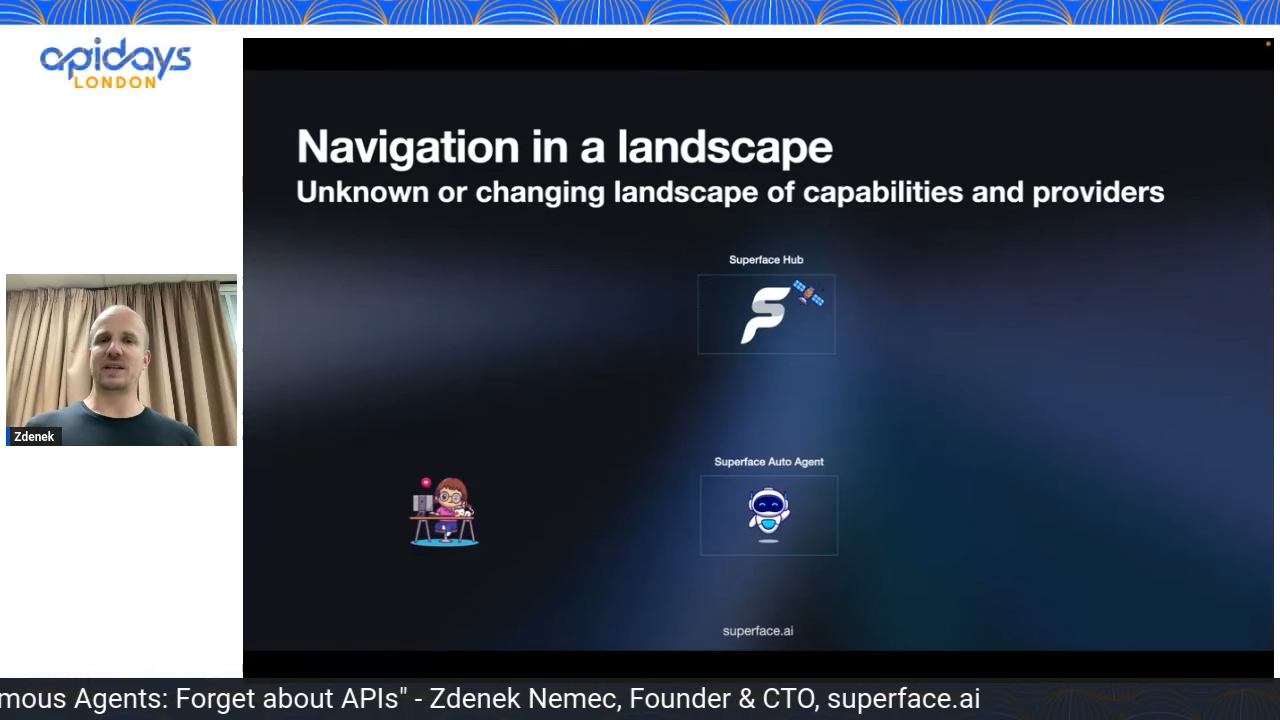 apidays
LONDON
Navigation in a landscape
Unknown or changing landscape of capabilities and providers
Superface Hub
Superface Auto Agent
Zdenek
superface.ai
mous Agents: Forget about APIs" - Zdenek Nemec, Founder & CTO, superface.ai